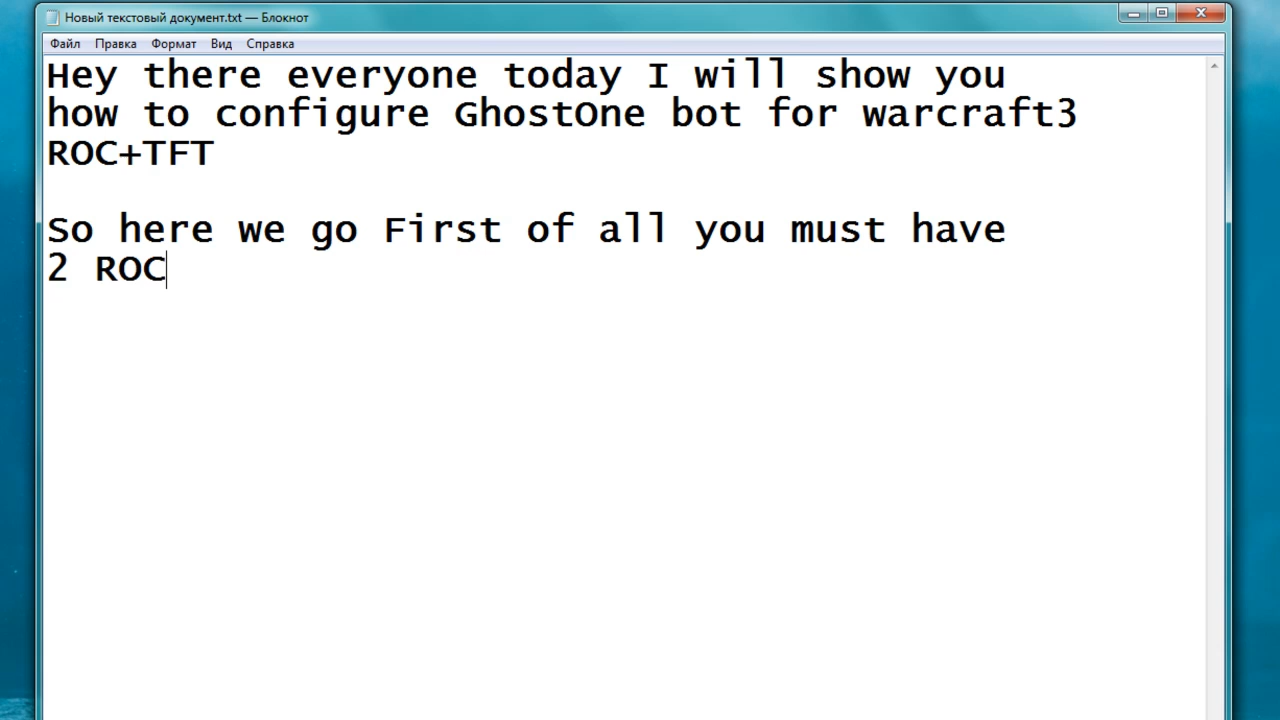 Новый текстовый документ.txt — Блокнот
Файл Правка Формат Вид Справка
Hey there everyone today I will show you
how to configure GhostOne bot for warcraft3
ROC+TFT
So here we go First of all you must have
2 ROC